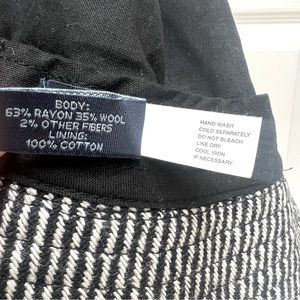 BODY:
63% RAYON 35% WOOL
2% OTHER FIBERS
LINING:
100% COTTON
HAND WASH
COLD SEPARATELY
DO NOT BLEACH
LINE DRY
COOL IRON
IF NECESSARY